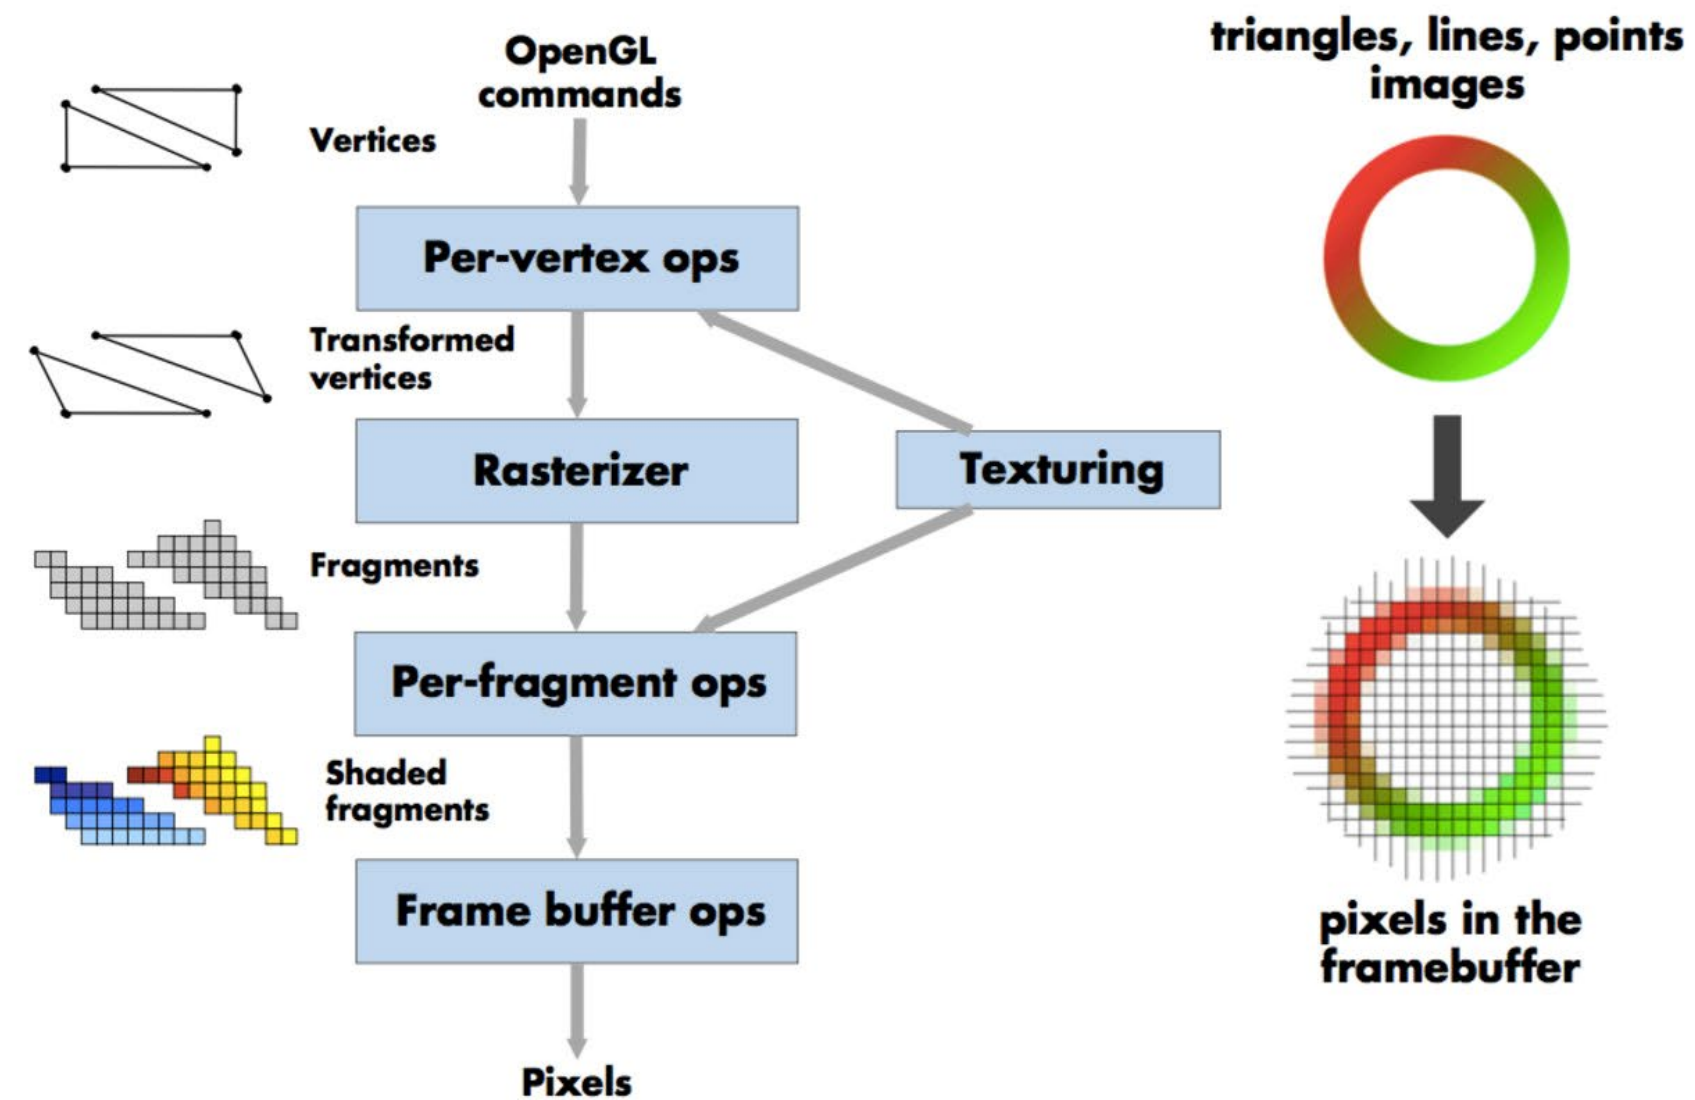 OpenGL
commands
Vertices
Per-vertex ops
Transformed
vertices
Rasterizer
Texturing
Fragments
Per-fragment ops
Shaded
fragments
Frame buffer ops
Pixels
triangles, lines, points
images
pixels in the
framebuffer